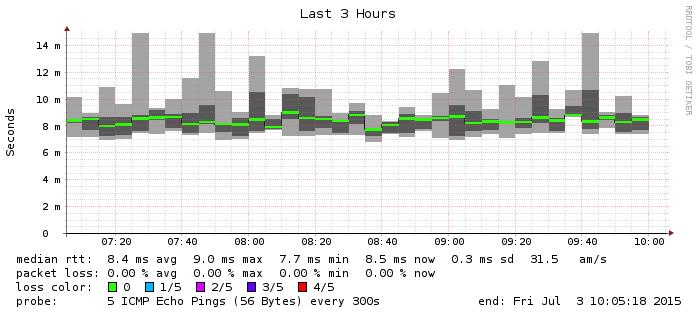 Last 3 Hours
RRDTOOL / TOBI OETIKER
Seconds
14 m
12 m
10 m
8 m
6 m
4 m
2 m
0
07:20 07:40 08:00 08:20 08:40 09:00 09:20 09:40 10:00
median rtt: 8.4 ms avg 9.0 ms max 7.7 ms min 8.5 ms now 0.3 ms sd 31.5 am/s
packet loss: 0.00 % avg 0.00 % max 0.00 % min 0.00 % now
loss color: 0 1/5 2/5 3/5 4/5
probe: 5 ICMP Echo Pings (56 Bytes) every 300s end: Fri Jul 3 10:05:18 2015